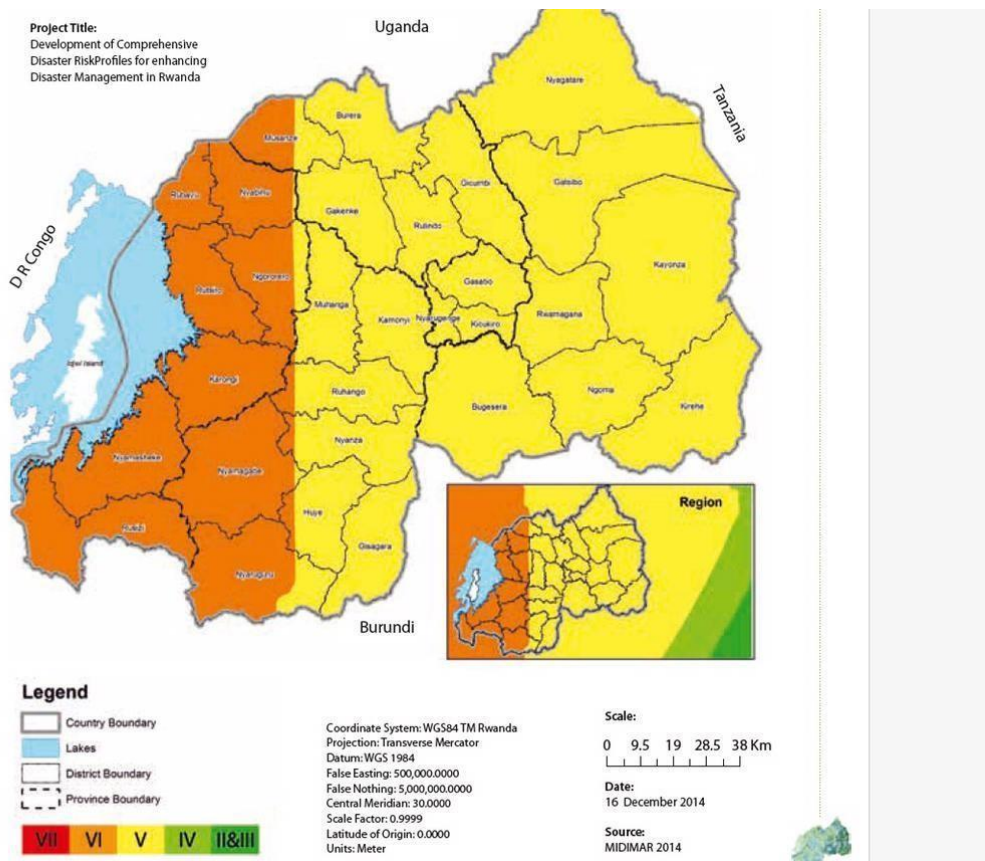 Project Title:
Development of Comprehensive
Disaster RiskProfiles for enhancing
Disaster Management in Rwanda
Uganda
Tanzania
D R Congo
Burundi
Nyagatare
Burera
Musanze
Gicumbi
Gatsibo
Rubavu
Nyabihu
Gakenke
Rulindo
Kayonza
Ngororero
Rutsiro
Gasabo
Muhanga
Kamonyi
Nyarugenge
Kicukiro
Rwamagana
Idjwi Island
Karongi
Ruhango
Bugesera
Ngoma
Kirehe
Nyanza
Nyamasheke
Nyamagabe
Huye
Rusizi
Gisagara
Nyaruguru
Region
Legend
Country Boundary
Lakes
District Boundary
Province Boundary
VII VI V IV II&III
Coordinate System: WGS84 TM Rwanda
Projection: Transverse Mercator
Datum: WGS 1984
False Easting: 500,000.0000
False Nothing: 5,000,000.0000
Central Meridian: 30.0000
Scale Factor: 0.9999
Latitude of Origin: 0.0000
Units: Meter
Scale:
0 9.5 19 28.5 38 Km
Date:
16 December 2014
Source:
MIDIMAR 2014